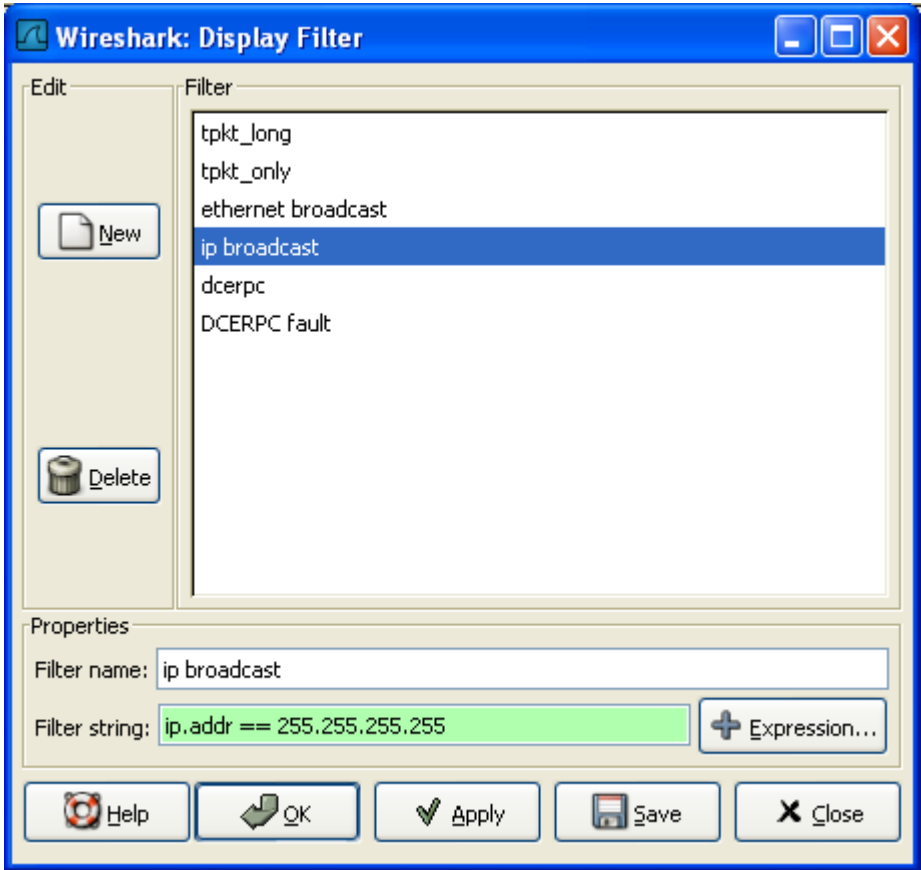 Wireshark: Display Filter
Edit
Filter
tpkt_long
tpkt_only
ethernet broadcast
ip broadcast
dcerpc
DCERPC fault
New
Delete
Properties
Filter name: ip broadcast
Filter string: ip.addr == 255.255.255.255 Expression...
Help OK Apply Save Close